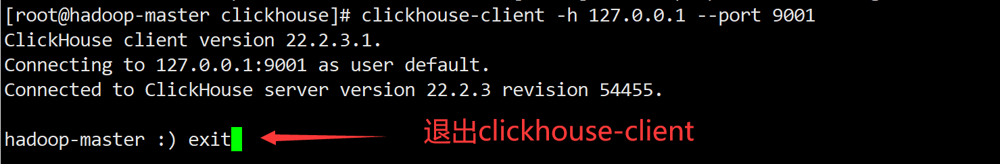 [root@hadoop-master clickhouse]# clickhouse-client -h 127.0.0.1 --port 9001
ClickHouse client version 22.2.3.1.
Connecting to 127.0.0.1:9001 as user default.
Connected to ClickHouse server version 22.2.3 revision 54455.
hadoop-master :) exit 退出clickhouse-client